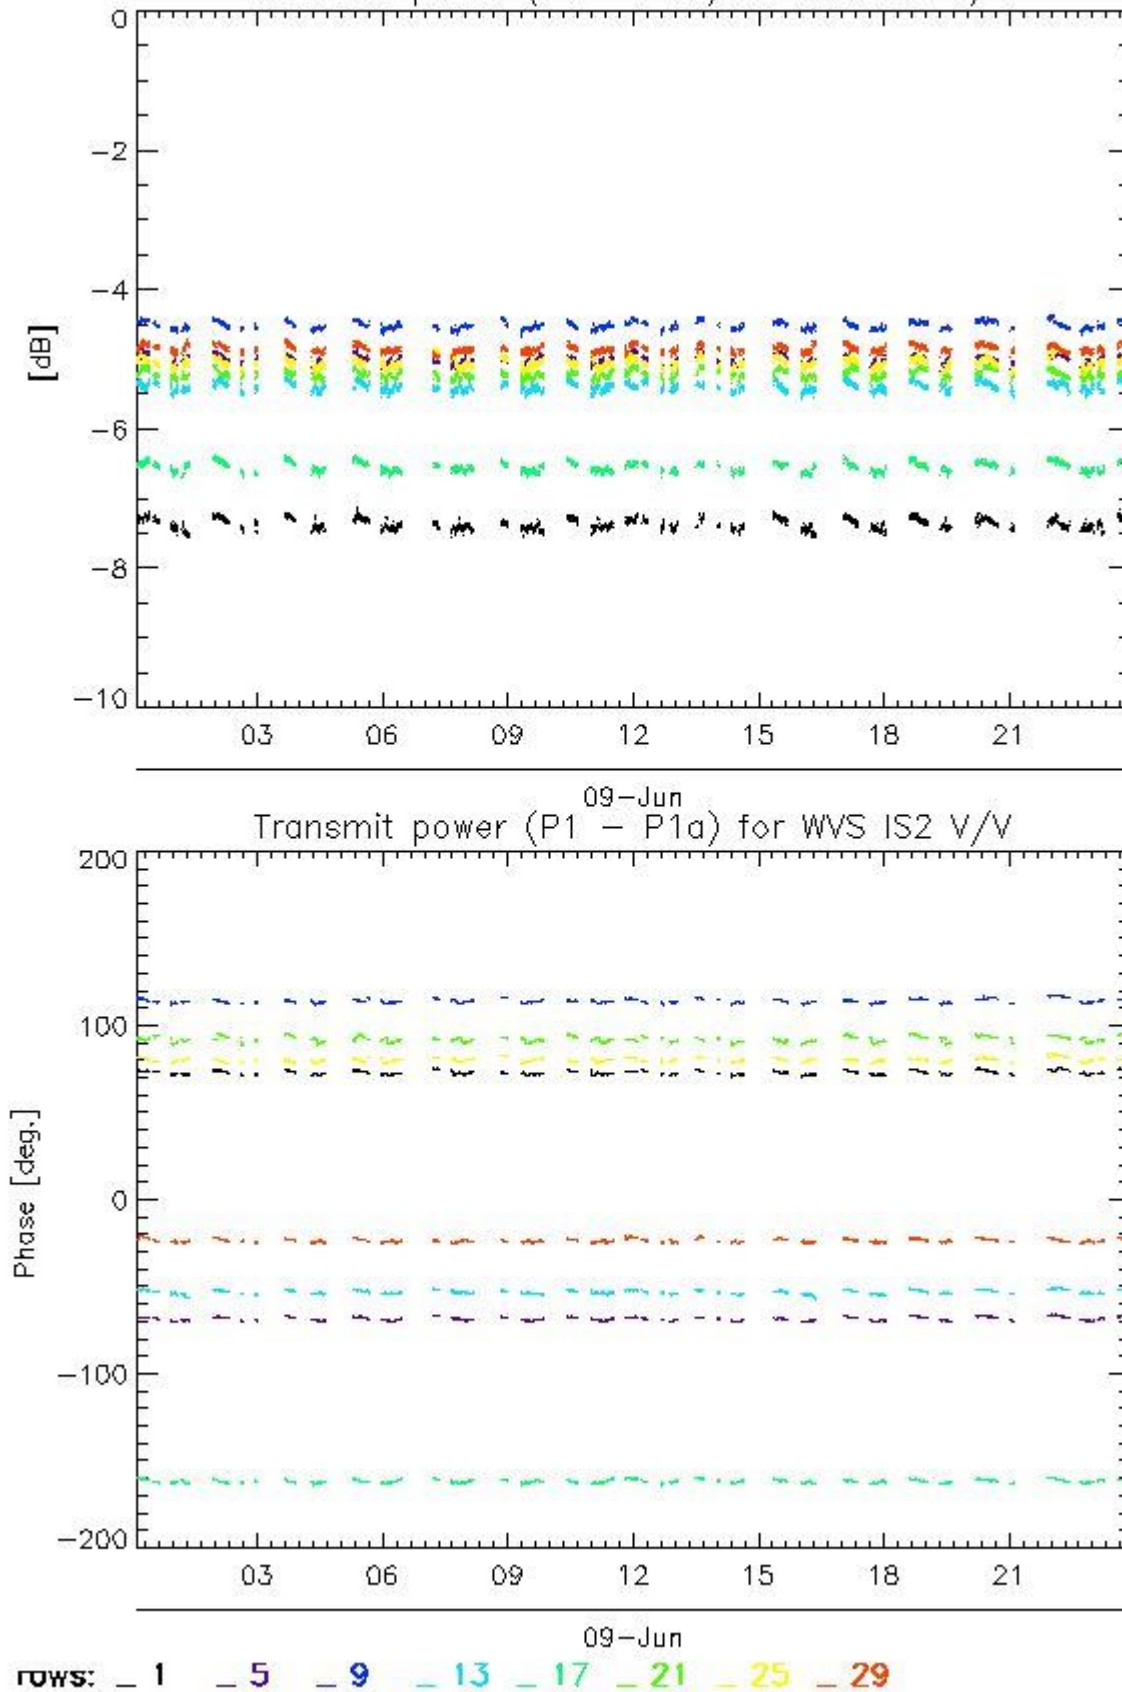 0
−2
−4
[dB]
−6
−8
−10
03 06 09 12 15 18 21
09−Jun
Transmit power (P1 − P1a) for WVS IS2 V/V
200
100
Phase [deg.]
0
−100
−200
03 06 09 12 15 18 21
09−Jun
rows: _ 1 _ 5 _ 9 _ 13 _ 17 _ 21 _ 25 _ 29